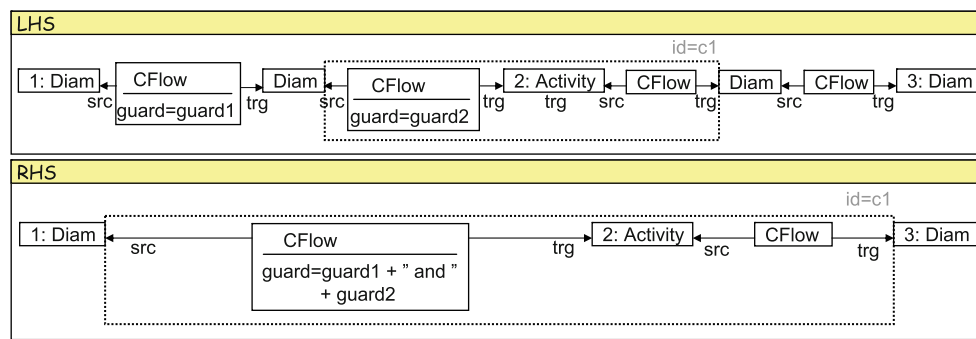 LHS
id=c1
1: Diam CFlow Diam CFlow 2: Activity CFlow Diam CFlow 3: Diam
src guard=guard1 trg src guard=guard2 trg trg src trg src trg
RHS
id=c1
1: Diam CFlow 2: Activity CFlow 3: Diam
src trg src trg
guard=guard1 + ” and ”
+ guard2